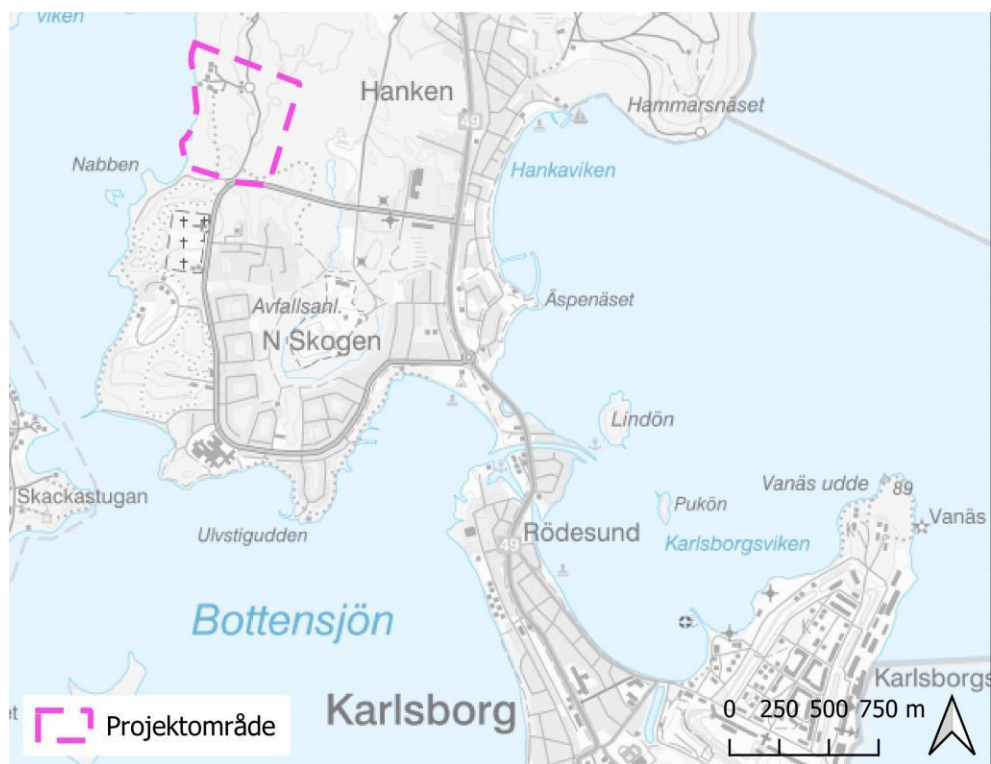 viken
Hanken
49
Hammarsnäset
Hankaviken
Nabben
Äspenäset
Avfallsanl.
N Skogen
Lindön
Skackastugan
Vanäs udde
89
Pukön
Vanäs
Ulvstigudden
Rödesund
Karlsborgsviken
49
Bottensjön
Karlsborgs
et
Karlsborg
Projektområde
0 250 500 750 m